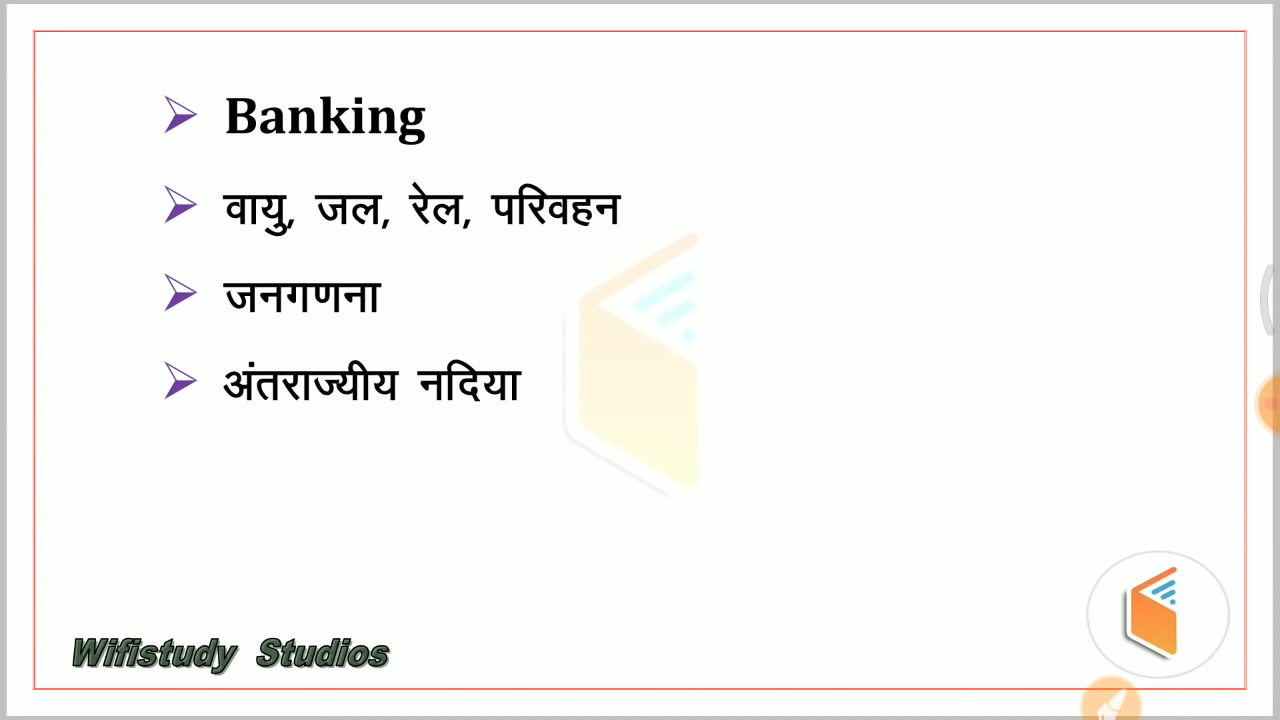 Banking
वायु, जल, रेल, परिवहन
जनगणना
अंतराज्यीय नदिया
Wifistudy Studios